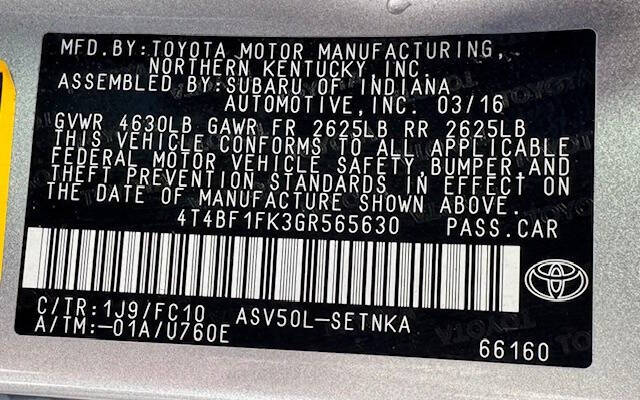 MFD.BY:TOYOTA MOTOR MANUFACTURING,
NORTHERN KENTUCKY,INC.
ASSEMBLED BY:SUBARU OF INDIANA
AUTOMOTIVE,INC. 03/16
GVWR 4630LB GAWR FR 2625LB RR 2625LB
THIS VEHICLE CONFORMS TO ALL APPLICABLE
FEDERAL MOTOR VEHICLE SAFETY,BUMPER,AND
THEFT PREVENTION STANDARDS IN EFFECT ON
THE DATE OF MANUFACTURE SHOWN ABOVE.
4T4BF1FK3GR565630 PASS.CAR
C/TR:1J9/FC10 ASV50L-SETNKA
A/TM:-01A/U760E
66160